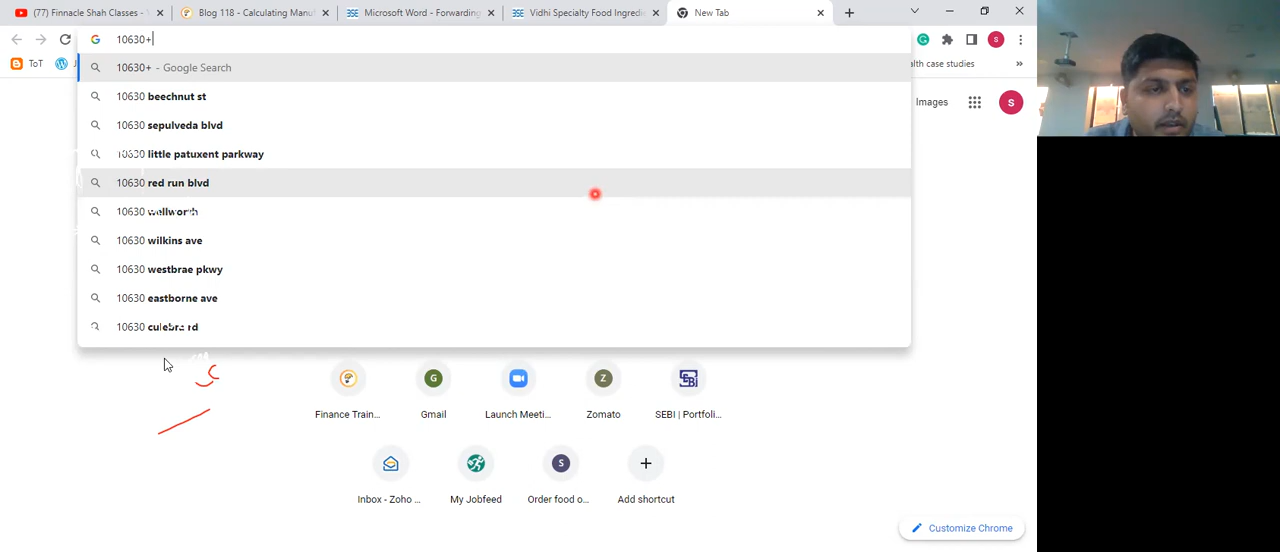 (77) Finnacle Shah Classes -
Blog 118 - Calculating Manu
Microsoft Word - Forwarding
Vidhi Specialty Food Ingredi
New Tab
10630+
ToT
alth case studies
»
10630+ - Google Search
10630 beechnut st
10630 sepulveda blvd
10630 little patuxent parkway
10630 red run blvd
10630 wellworth
10630 wilkins ave
10630 westbrae pkwy
10630 eastborne ave
10630 culebra rd
Images
S
G
Z
SEBI
Finance Train...
Gmail
Launch Meeti...
Zomato
SEBI | Portfoli...
S
Inbox - Zoho ...
My Jobfeed
Order food o...
Add shortcut
Customize Chrome